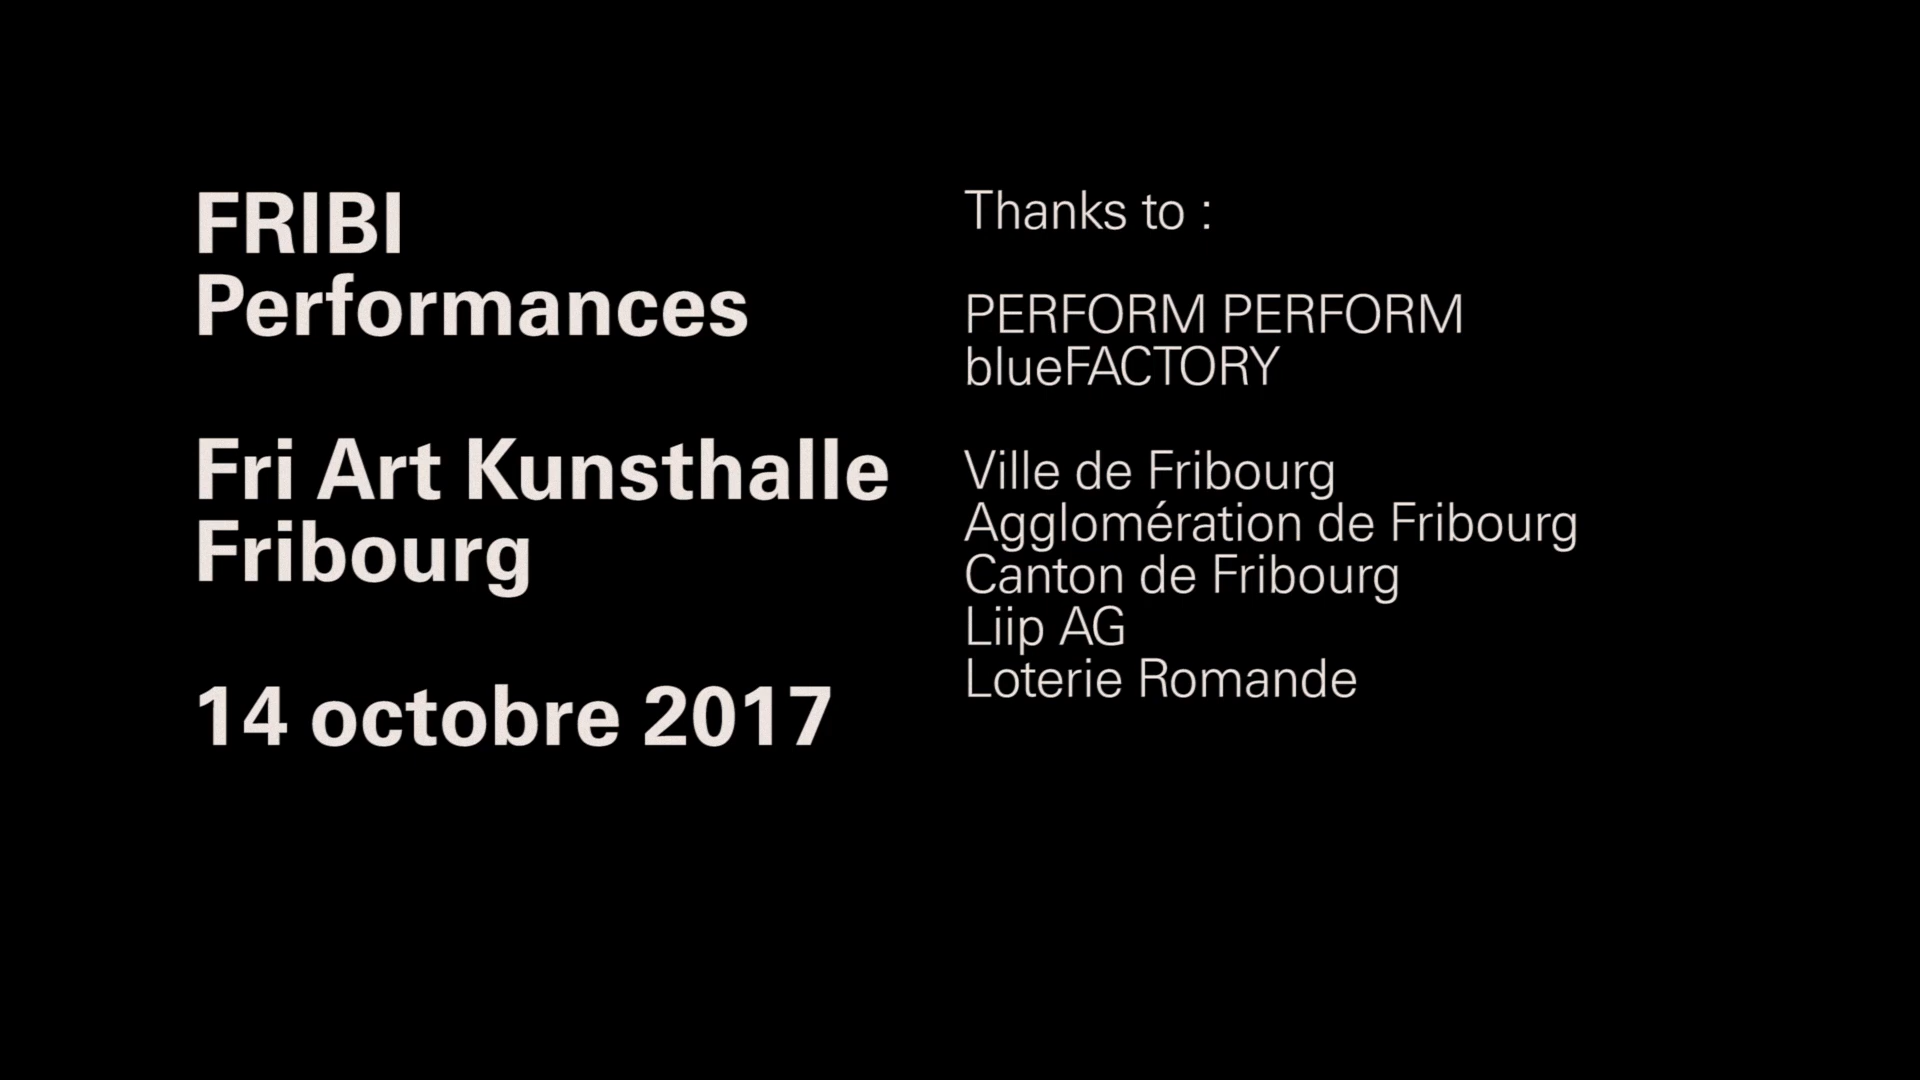 FRIBI
Performances
Fri Art Kunsthalle
Fribourg
14 octobre 2017
Thanks to :
PERFORM PERFORM
blueFACTORY
Ville de Fribourg
Agglomération de Fribourg
Canton de Fribourg
Liip AG
Loterie Romande